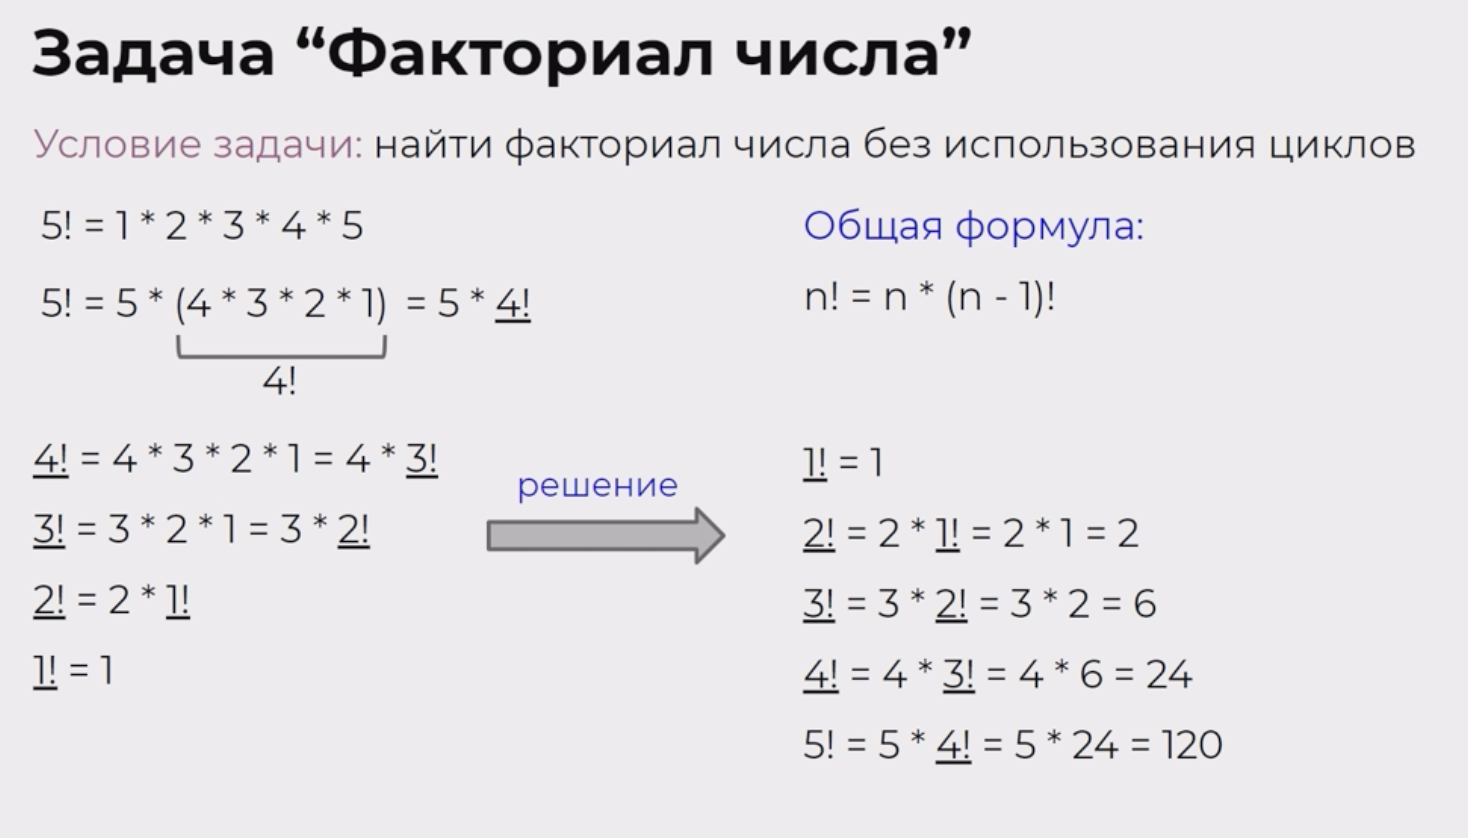 Задача “Факториал числа”
Условие задачи: найти факториал числа без использования циклов
5! = 1 * 2 * 3 * 4 * 5
5! = 5 * (4 * 3 * 2 * 1) = 5 * 4!
4!
4! = 4 * 3 * 2 * 1 = 4 * 3!
3! = 3 * 2 * 1 = 3 * 2!
2! = 2 * 1!
1! = 1
решение
Общая формула:
n! = n * (n - 1)!
1! = 1
2! = 2 * 1! = 2 * 1 = 2
3! = 3 * 2! = 3 * 2 = 6
4! = 4 * 3! = 4 * 6 = 24
5! = 5 * 4! = 5 * 24 = 120